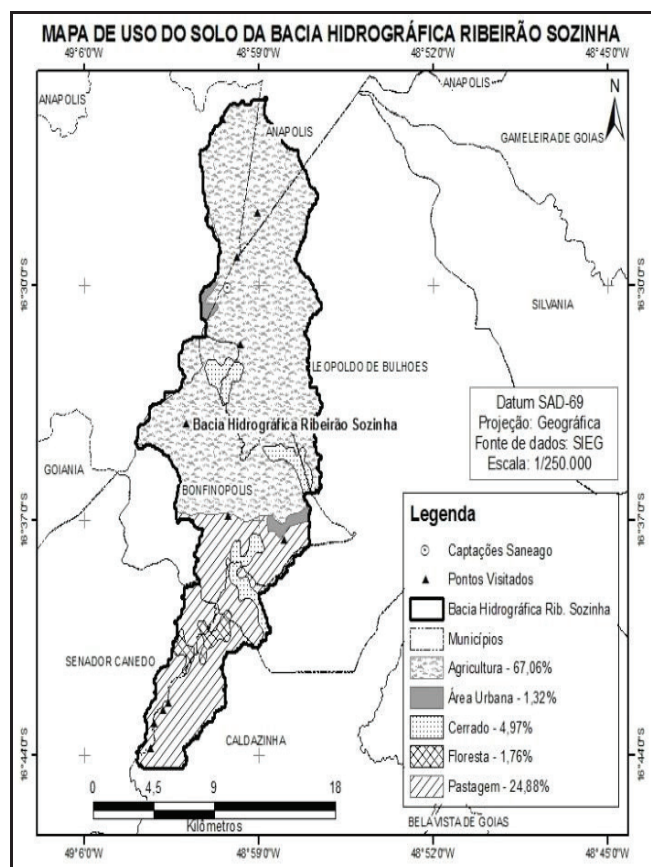 MAPA DE USO DO SOLO DA BACIA HIDROGRÁFICA RIBEIRÃO SOZINHA
49°6'0"W 48°59'0"W 48°52'0"W 48°45'0"W
ANAPOLIS
ANAPOLIS
ANAPOLIS
N
GAMELEIRA DE GOIAS
16°30'0"S
16°30'0"S
SILVANIA
LEOPOLDO DE BULHOES
Datum SAD-69
Projeção: Geográfica
Fonte de dados: SIEG
Escala: 1/250.000
Bacia Hidrográfica Ribeirão Sozinha
GOIANIA
BONFINOPOLIS
16°37'0"S
16°37'0"S
Legenda
Captações Saneago
Pontos Visitados
Bacia Hidrográfica Rib. Sozinha
Municípios
Agricultura - 67,06%
Área Urbana - 1,32%
Cerrado - 4,97%
Floresta - 1,76%
Pastagem - 24,88%
SENADOR CANEDO
CALDAZINHA
16°44'0"S
16°44'0"S
0 4,5 9 18
Kilômetros
BELA VISTA DE GOIAS
49°6'0"W 48°59'0"W 48°52'0"W 48°45'0"W